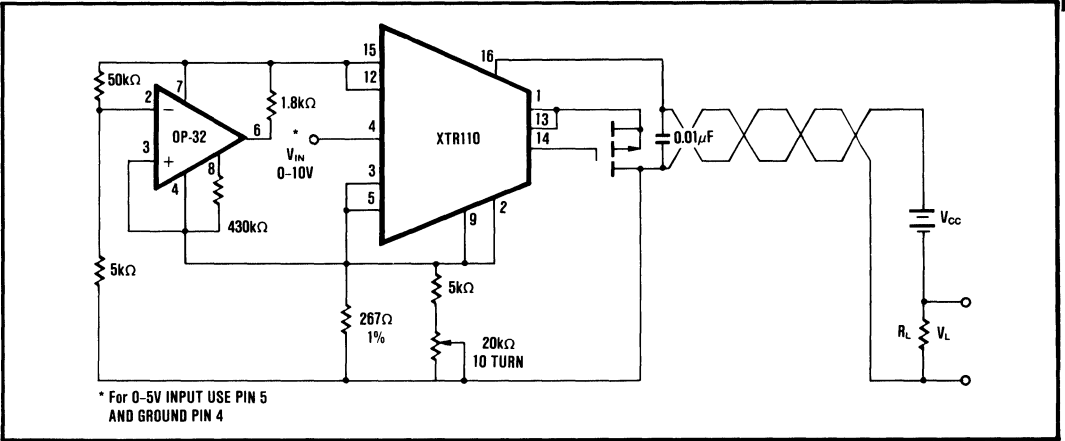 50kΩ
2
7
−
OP-32
3
+
4
6
8
1.8kΩ
430kΩ
5kΩ
*
V_IN
0–10V
15
12
4
3
5
XTR110
16
1
13
14
9
2
0.01μF
V_CC
5kΩ
267Ω
1%
20kΩ
10 TURN
R_L
V_L
* For 0–5V INPUT USE PIN 5
AND GROUND PIN 4